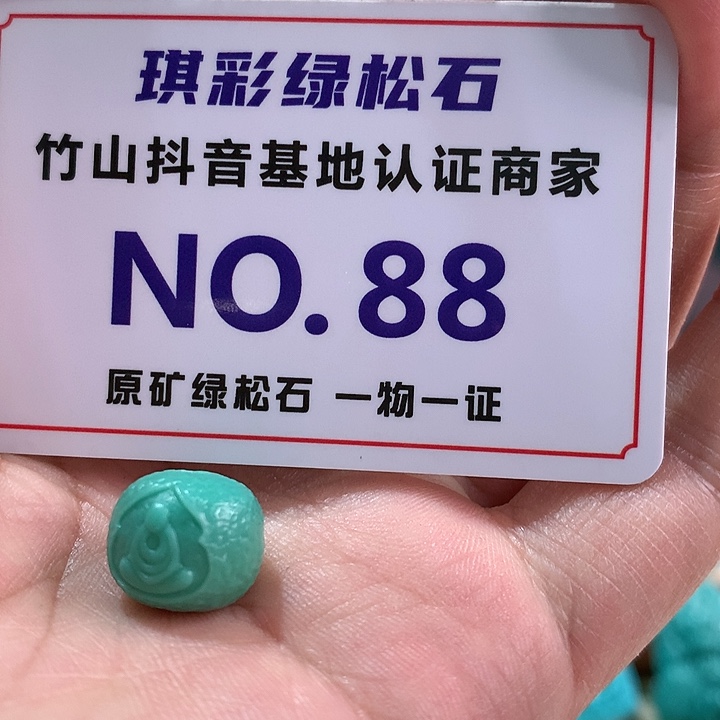 琪彩绿松石
竹山抖音基地认证商家
NO.88
原矿绿松石 一物一证